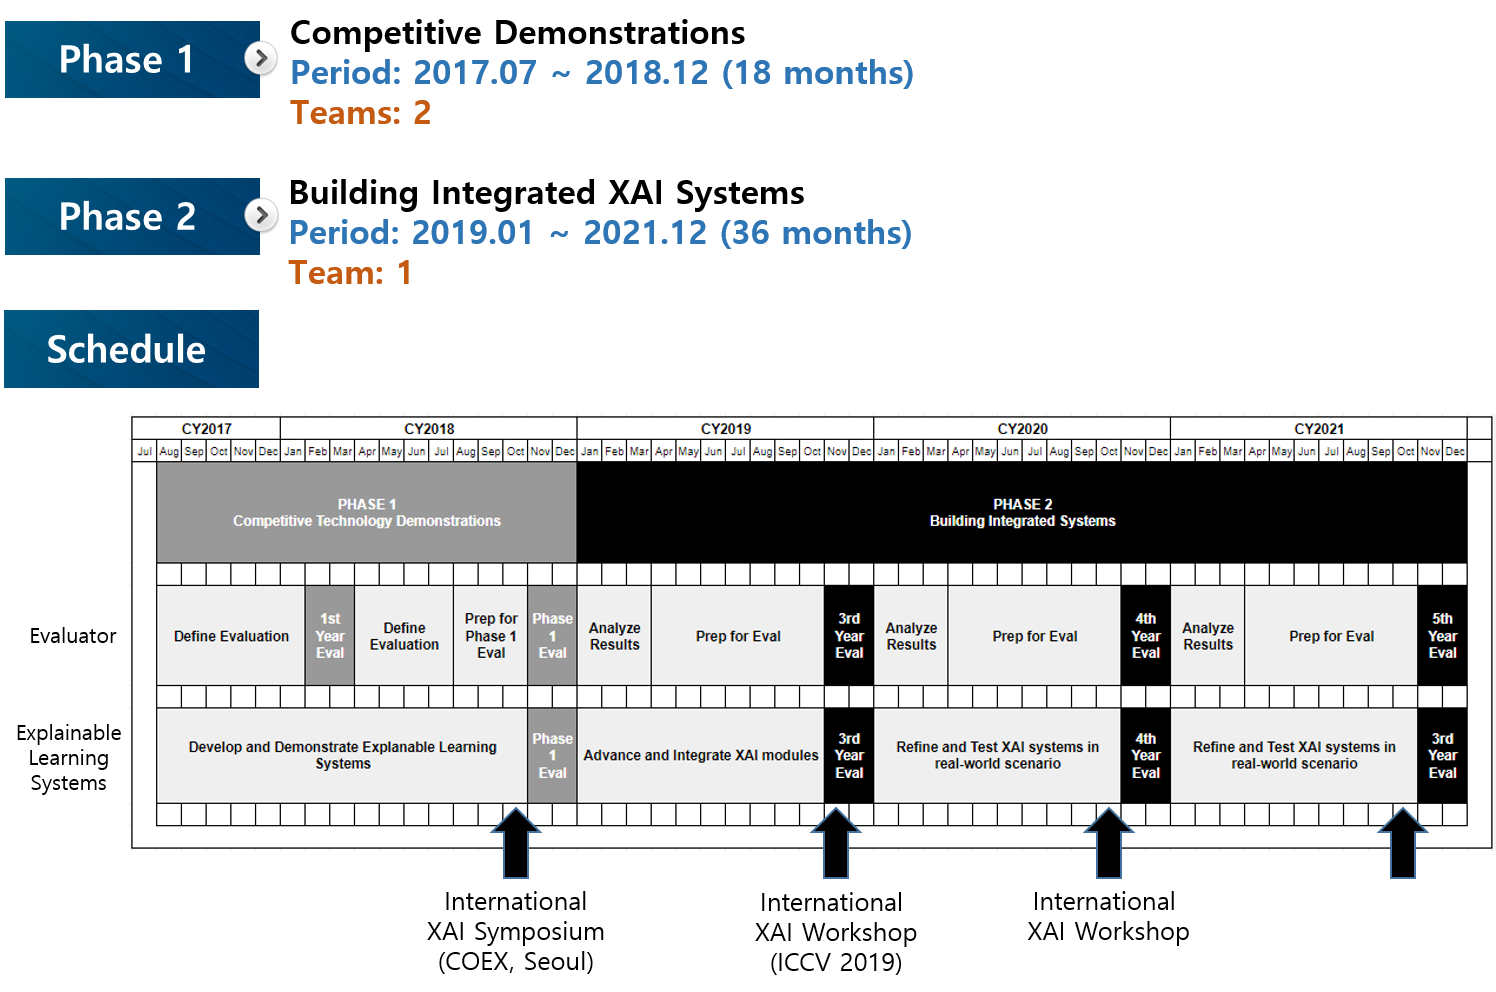 Phase 1
Competitive Demonstrations
Period: 2017.07 ~ 2018.12 (18 months)
Teams: 2
Phase 2
Building Integrated XAI Systems
Period: 2019.01 ~ 2021.12 (36 months)
Team: 1
Schedule
CY2017 CY2018 CY2019 CY2020 CY2021
Jul Aug Sep Oct Nov Dec Jan Feb Mar Apr May Jun Jul Aug Sep Oct Nov Dec Jan Feb Mar Apr May Jun Jul Aug Sep Oct Nov Dec Jan Feb Mar Apr May Jun Jul Aug Sep Oct Nov Dec Jan Feb Mar Apr May Jun Jul Aug Sep Oct Nov Dec
PHASE 1
Competitive Technology Demonstrations
PHASE 2
Building Integrated Systems
Evaluator
Define Evaluation
1st
Year
Eval
Define
Evaluation
Prep for
Phase 1
Eval
Phase
1
Eval
Analyze
Results
Prep for Eval
3rd
Year
Eval
Analyze
Results
Prep for Eval
4th
Year
Eval
Analyze
Results
Prep for Eval
5th
Year
Eval
Explainable
Learning
Systems
Develop and Demonstrate Explanable Learning
Systems
Phase
1
Eval
Advance and Integrate XAI modules
3rd
Year
Eval
Refine and Test XAI systems in
real-world scenario
4th
Year
Eval
Refine and Test XAI systems in
real-world scenario
3rd
Year
Eval
International
XAI Symposium
(COEX, Seoul)
International
XAI Workshop
(ICCV 2019)
International
XAI Workshop